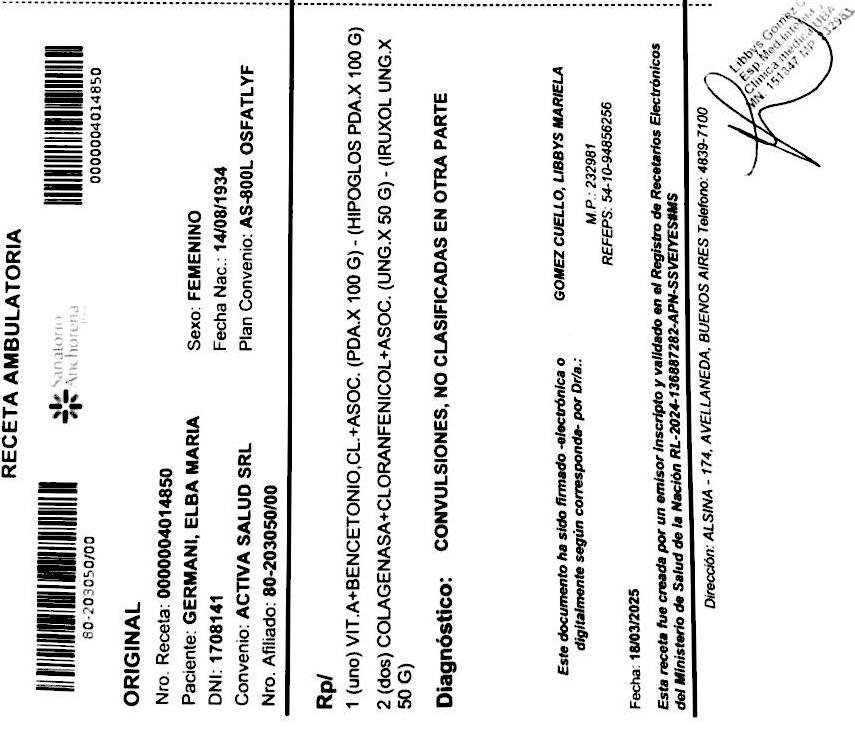 RECETA AMBULATORIA
80-203050/00
Sanatorio
Anchorena
0000004014850
ORIGINAL
Nro. Receta: 0000004014850
Paciente: GERMANI, ELBA MARIA
Sexo: FEMENINO
DNI: 1708141
Fecha Nac.: 14/08/1934
Convenio: ACTIVA SALUD SRL
Plan Convenio: AS-800L OSFATLYF
Nro. Afiliado: 80-203050/00
Rp/
1 (uno) VIT.A+BENCETONIO,CL.+ASOC. (PDA.X 100 G) - (HIPOGLOS PDA.X 100 G)
2 (dos) COLAGENASA+CLORANFENICOL+ASOC. (UNG.X 50 G) - (IRUXOL UNG.X
50 G)
Diagnóstico: CONVULSIONES, NO CLASIFICADAS EN OTRA PARTE
Este documento ha sido firmado -electrónica o
digitalmente según corresponda- por Dr/a.:
GOMEZ CUELLO, LIBBYS MARIELA
M.P.: 232981
REFEPS: 54-10-94856256
Fecha: 18/03/2025
Esta receta fue creada por un emisor inscripto y validado en el Registro de Recetarios Electrónicos
del Ministerio de Salud de la Nación RL-2024-136887282-APN-SSVEIYES#MS
Dirección: ALSINA - 174, AVELLANEDA, BUENOS AIRES Telefono: 4839-7100
Libbys Gomez C
Esp Med Interna
Clínica médica UBA
MN 151347 MP 232981